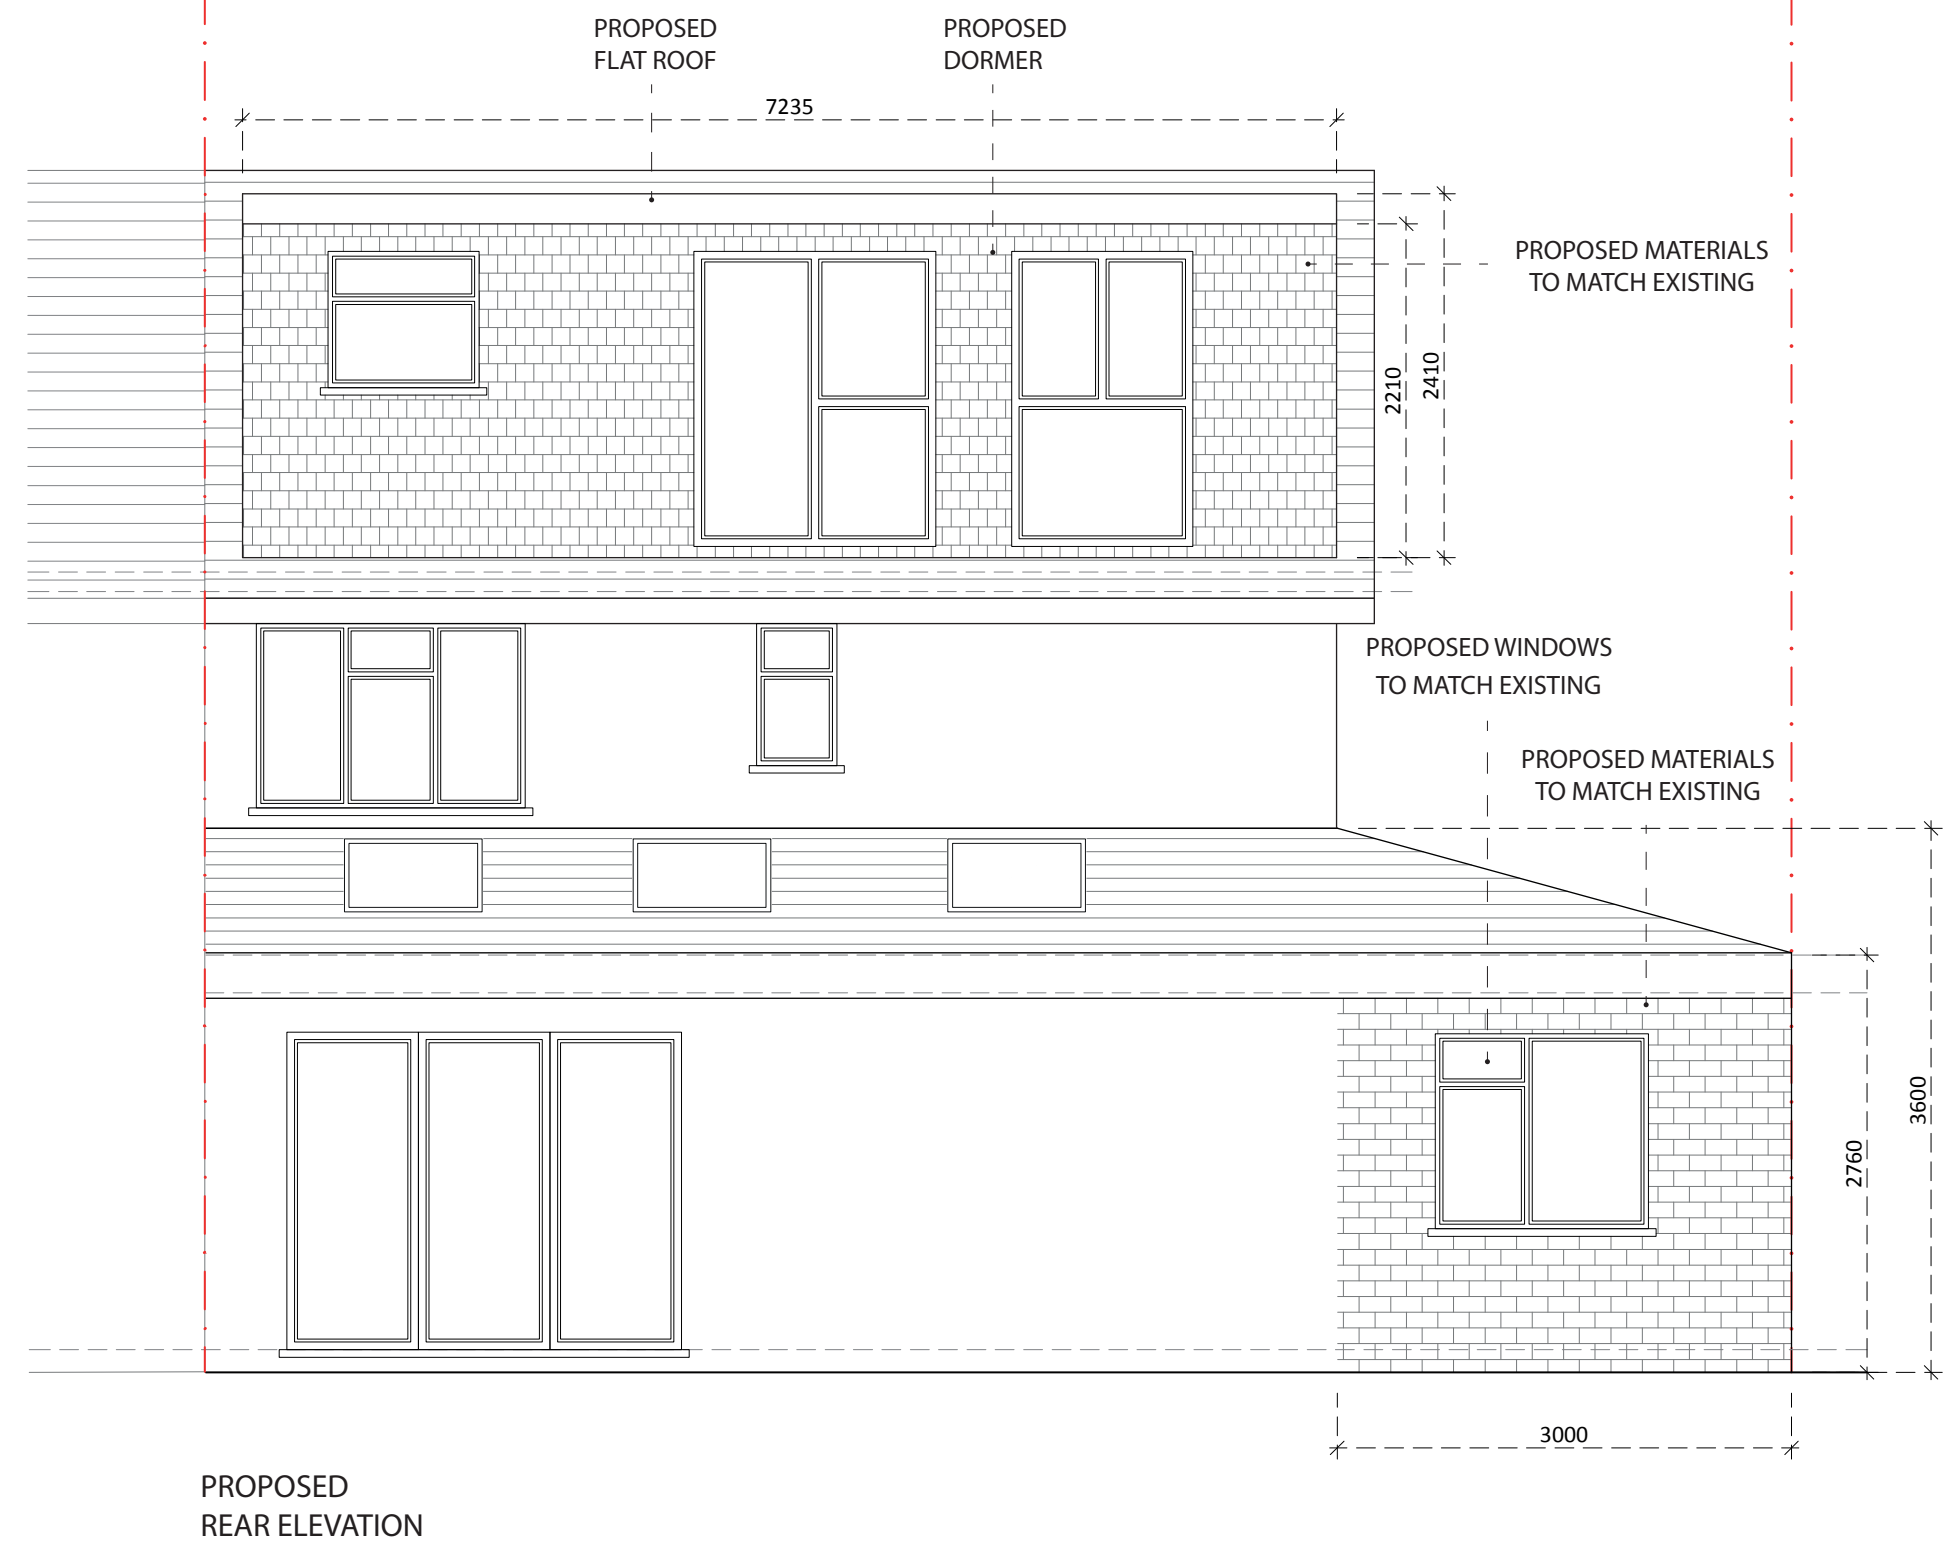 PROPOSED
FLAT ROOF
PROPOSED
DORMER
7235
PROPOSED MATERIALS
TO MATCH EXISTING
2210
2410
PROPOSED WINDOWS
TO MATCH EXISTING
PROPOSED MATERIALS
TO MATCH EXISTING
3600
2760
3000
PROPOSED
REAR ELEVATION